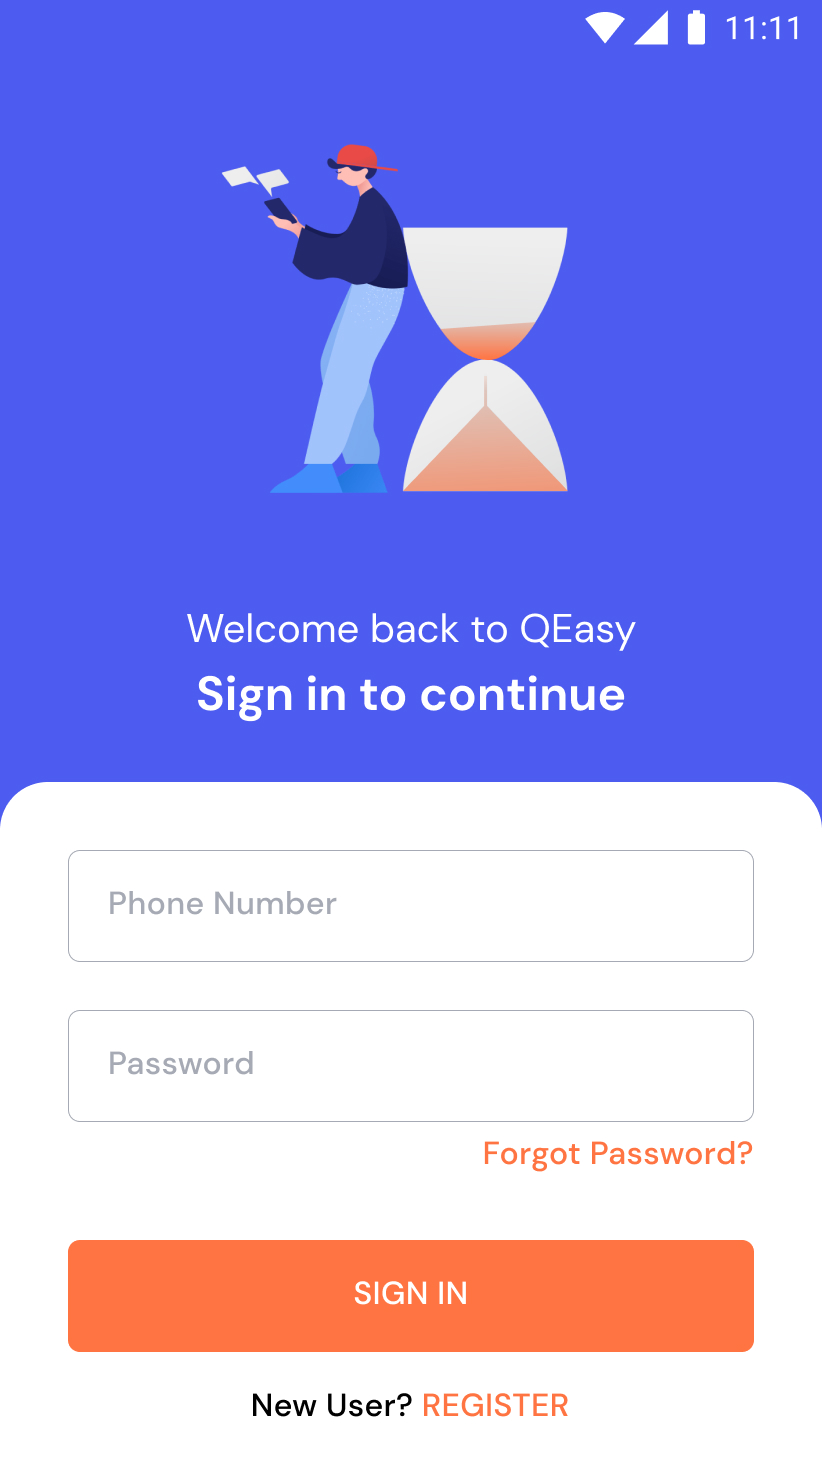 11:11
Welcome back to QEasy
Sign in to continue
Phone Number
Password
Forgot Password?
SIGN IN
New User? REGISTER